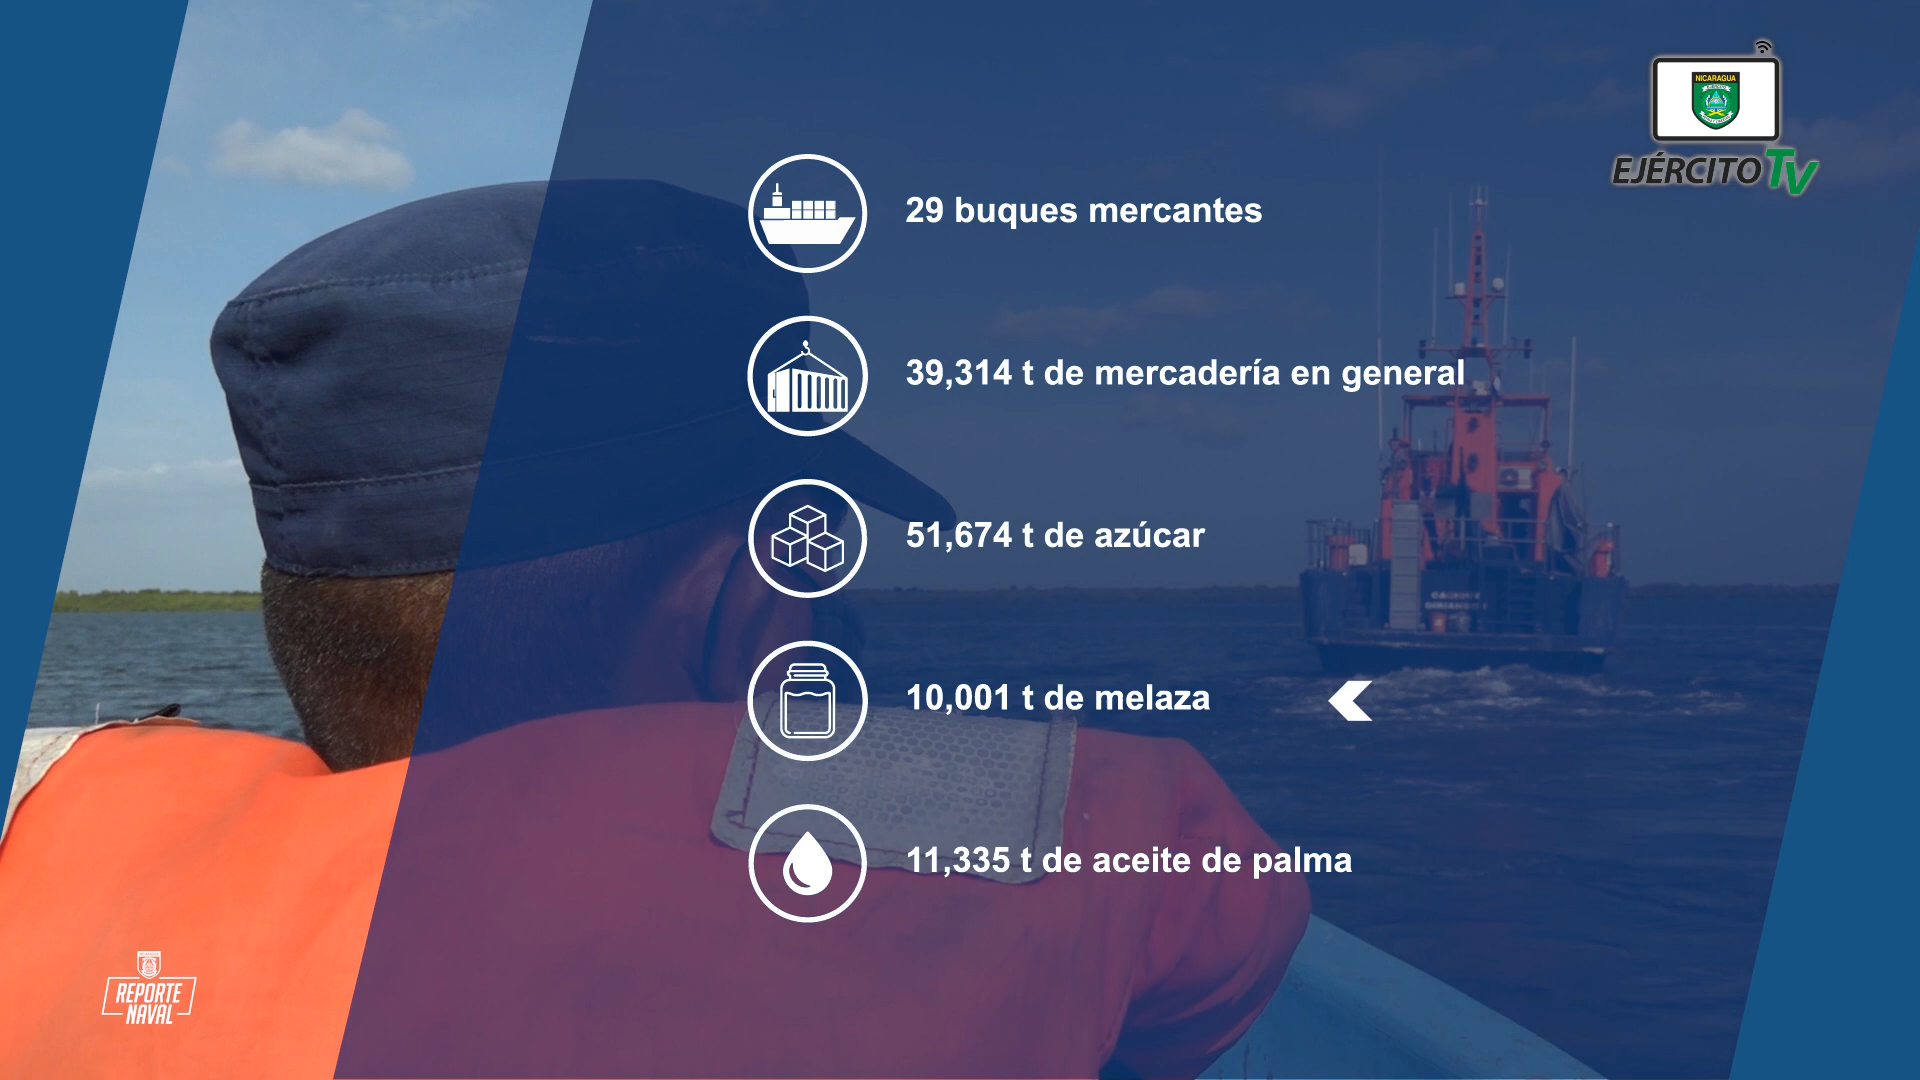 NICARAGUA
EJÉRCITO TV
29 buques mercantes
39,314 t de mercadería en general
51,674 t de azúcar
10,001 t de melaza
11,335 t de aceite de palma
REPORTE
NAVAL